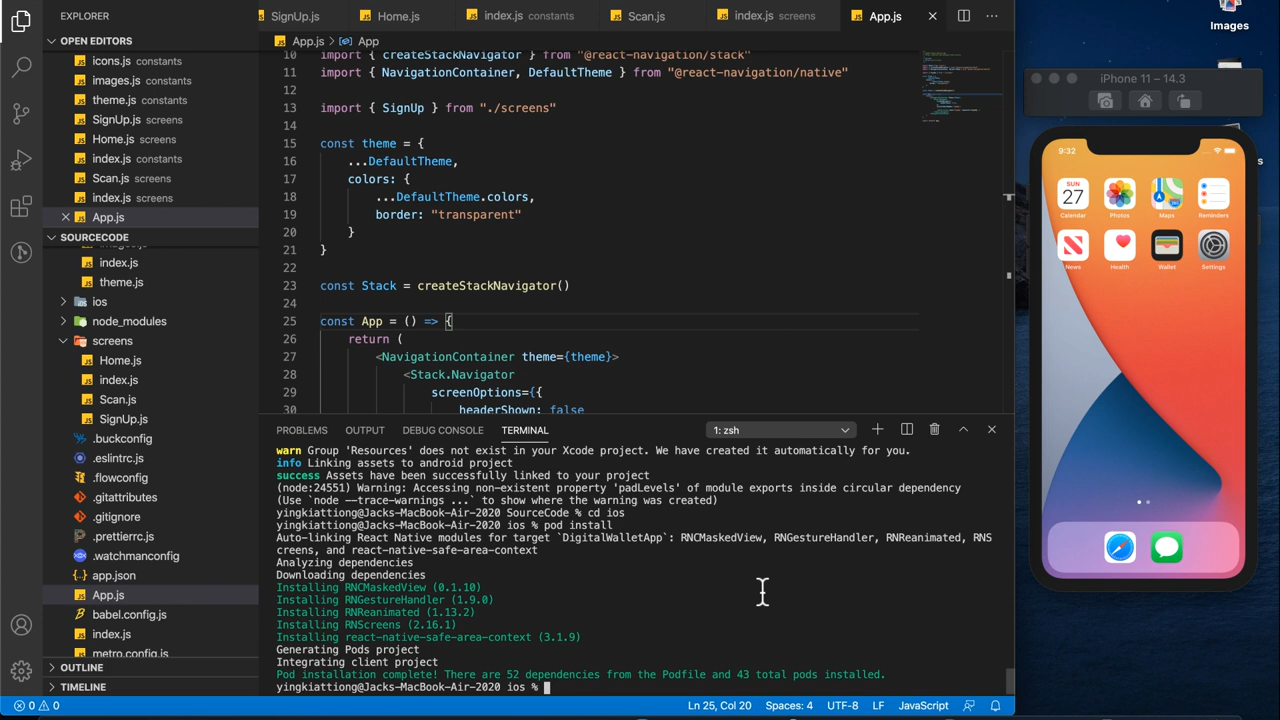 EXPLORER
OPEN EDITORS
icons.js constants
images.js constants
theme.js constants
SignUp.js screens
Home.js screens
index.js constants
Scan.js screens
index.js screens
App.js
SOURCECODE
index.js
theme.js
ios
node_modules
screens
Home.js
index.js
Scan.js
SignUp.js
.buckconfig
.eslintrc.js
.flowconfig
.gitattributes
.gitignore
.prettierrc.js
.watchmanconfig
app.json
App.js
babel.config.js
index.js
metro.config.js
OUTLINE
TIMELINE
SignUp.js Home.js index.js constants Scan.js index.js screens App.js
App.js > App
10 import { createStackNavigator } from "@react-navigation/stack"
11 import { NavigationContainer, DefaultTheme } from "@react-navigation/native"
12
13 import { SignUp } from "./screens"
14
15 const theme = {
16 ...DefaultTheme,
17 colors: {
18 ...DefaultTheme.colors,
19 border: "transparent"
20 }
21 }
22
23 const Stack = createStackNavigator()
24
25 const App = () => {
26 return (
27 <NavigationContainer theme={theme}>
28 <Stack.Navigator
29 screenOptions={{
30 headerShown: false
PROBLEMS OUTPUT DEBUG CONSOLE TERMINAL 1: zsh
warn Group 'Resources' does not exist in your Xcode project. We have created it automatically for you.
info Linking assets to android project
success Assets have been successfully linked to your project
(node:24551) Warning: Accessing non-existent property 'padLevels' of module exports inside circular dependency
(Use `node --trace-warnings ...` to show where the warning was created)
yingkiattiong@Jacks-MacBook-Air-2020 SourceCode % cd ios
yingkiattiong@Jacks-MacBook-Air-2020 ios % pod install
Auto-linking React Native modules for target `DigitalWalletApp`: RNCMaskedView, RNGestureHandler, RNReanimated, RNS
creens, and react-native-safe-area-context
Analyzing dependencies
Downloading dependencies
Installing RNCMaskedView (0.1.10)
Installing RNGestureHandler (1.9.0)
Installing RNReanimated (1.13.2)
Installing RNScreens (2.16.1)
Installing react-native-safe-area-context (3.1.9)
Generating Pods project
Integrating client project
Pod installation complete! There are 52 dependencies from the Podfile and 43 total pods installed.
yingkiattiong@Jacks-MacBook-Air-2020 ios %
0 0 Ln 25, Col 20 Spaces: 4 UTF-8 LF JavaScript
Images
iPhone 11 – 14.3
9:32
SUN
27
Calendar Photos Maps Reminders
News Health Wallet Settings